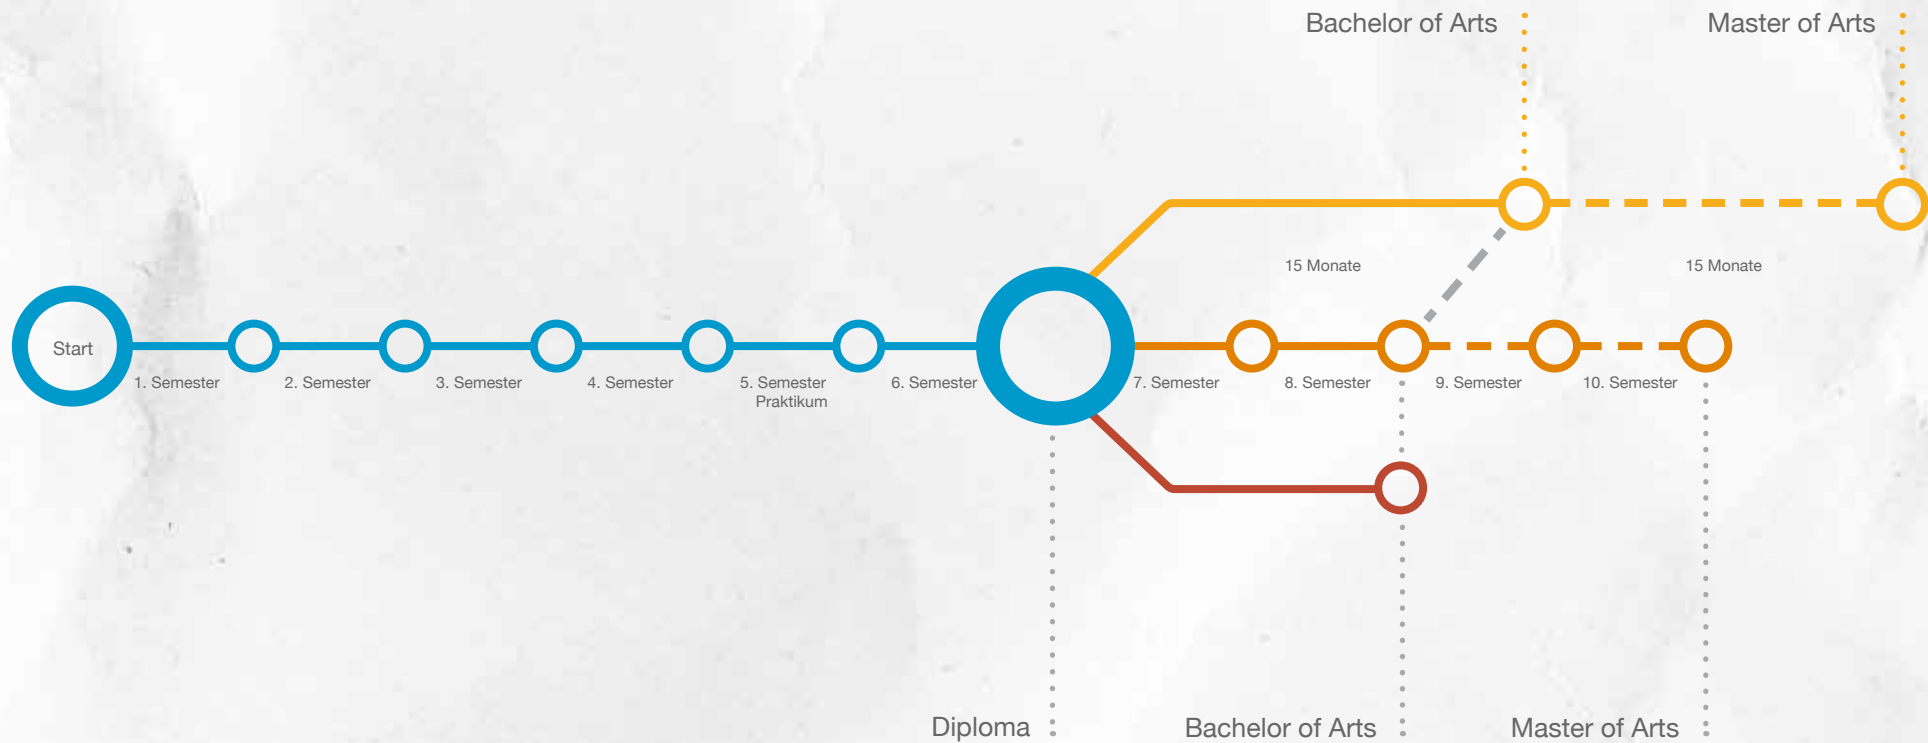 Bachelor of Arts
Master of Arts
15 Monate
15 Monate
Start
1. Semester
2. Semester
3. Semester
4. Semester
5. Semester
Praktikum
6. Semester
7. Semester
8. Semester
9. Semester
10. Semester
Diploma
Bachelor of Arts
Master of Arts